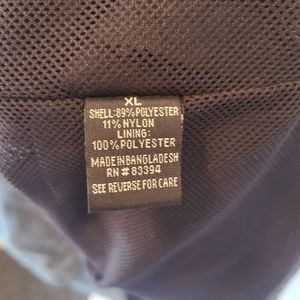 XL
SHELL:89%POLYESTER
11%NYLON
LINING:
100%POLYESTER
MADE IN BANGLADESH
RN#83394
SEE REVERSE FOR CARE